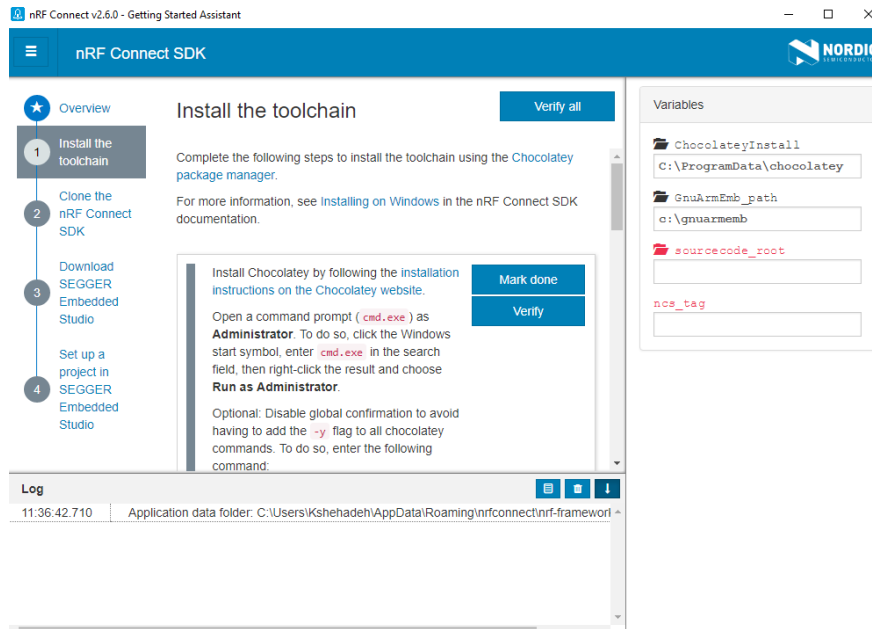 nRF Connect v2.6.0 - Getting Started Assistant
nRF Connect SDK
NORDIC
SEMICONDUCTOR
Overview
1
Install the
toolchain
2
Clone the
nRF Connect
SDK
3
Download
SEGGER
Embedded
Studio
4
Set up a
project in
SEGGER
Embedded
Studio
Install the toolchain
Verify all
Complete the following steps to install the toolchain using the Chocolatey
package manager.
For more information, see Installing on Windows in the nRF Connect SDK
documentation.
Install Chocolatey by following the installation
instructions on the Chocolatey website.
Mark done
Verify
Open a command prompt ( cmd.exe ) as
Administrator. To do so, click the Windows
start symbol, enter cmd.exe in the search
field, then right-click the result and choose
Run as Administrator.
Optional: Disable global confirmation to avoid
having to add the -y flag to all chocolatey
commands. To do so, enter the following
command:
Variables
ChocolateyInstall
C:\ProgramData\chocolatey
GnuArmEmb_path
c:\gnuarmemb
sourcecode_root
ncs_tag
Log
11:36:42.710 Application data folder: C:\Users\Kshehadeh\AppData\Roaming\nrfconnect\nrf-framework